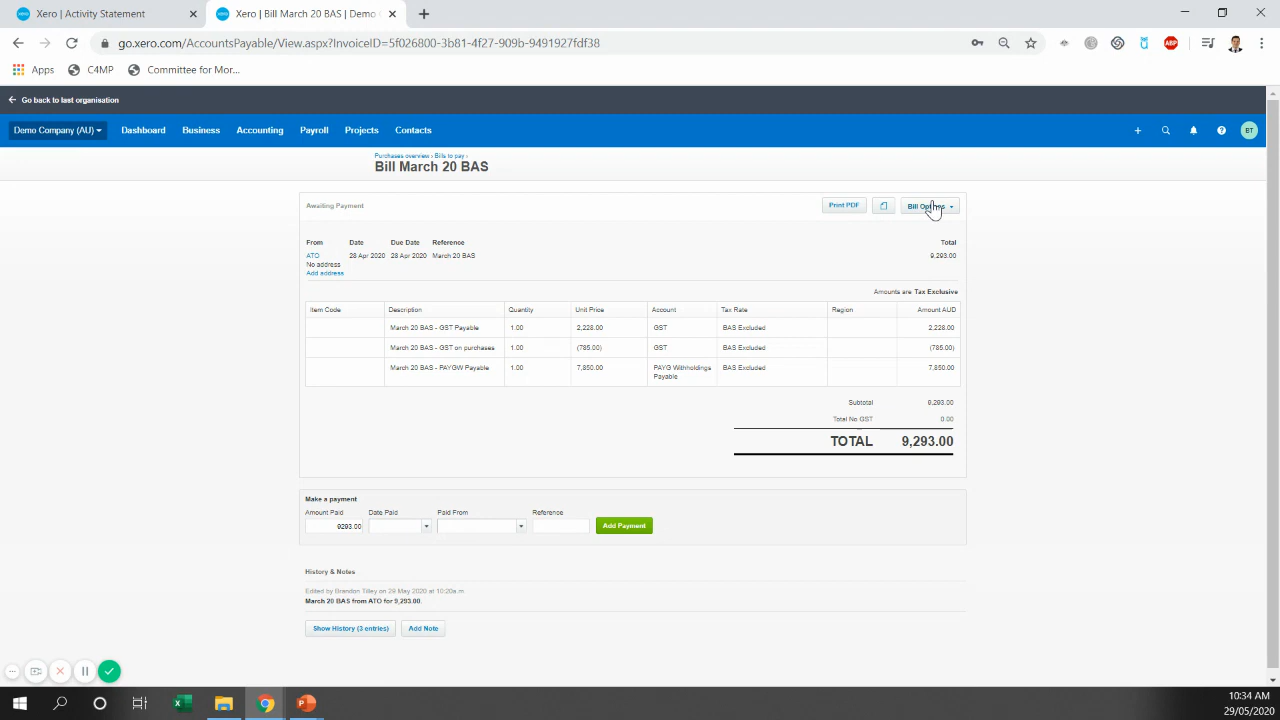 Xero | Activity Statement
Xero | Bill March 20 BAS | Demo
go.xero.com/AccountsPayable/View.aspx?InvoiceID=5f026800-3b81-4f27-909b-9491927fdf38
ABP
Apps C4MP Committee for Mor...
Go back to last organisation
Demo Company (AU) Dashboard Business Accounting Payroll Projects Contacts BT
Purchases overview › Bills to pay ›
Bill March 20 BAS
Awaiting Payment Print PDF Bill Options
From Date Due Date Reference Total
ATO 28 Apr 2020 28 Apr 2020 March 20 BAS 9,293.00
No address
Add address
Amounts are Tax Exclusive
Item Code Description Quantity Unit Price Account Tax Rate Region Amount AUD
March 20 BAS - GST Payable 1.00 2,228.00 GST BAS Excluded 2,228.00
March 20 BAS - GST on purchases 1.00 (785.00) GST BAS Excluded (785.00)
March 20 BAS - PAYGW Payable 1.00 7,850.00 PAYG Withholdings BAS Excluded 7,850.00
Payable
Subtotal 9,293.00
Total No GST 0.00
TOTAL 9,293.00
Make a payment
Amount Paid Date Paid Paid From Reference
9293.00 Add Payment
History & Notes
Edited by Brandon Tilley on 29 May 2020 at 10:20a.m.
March 20 BAS from ATO for 9,293.00.
Show History (3 entries) Add Note
10:34 AM
29/05/2020